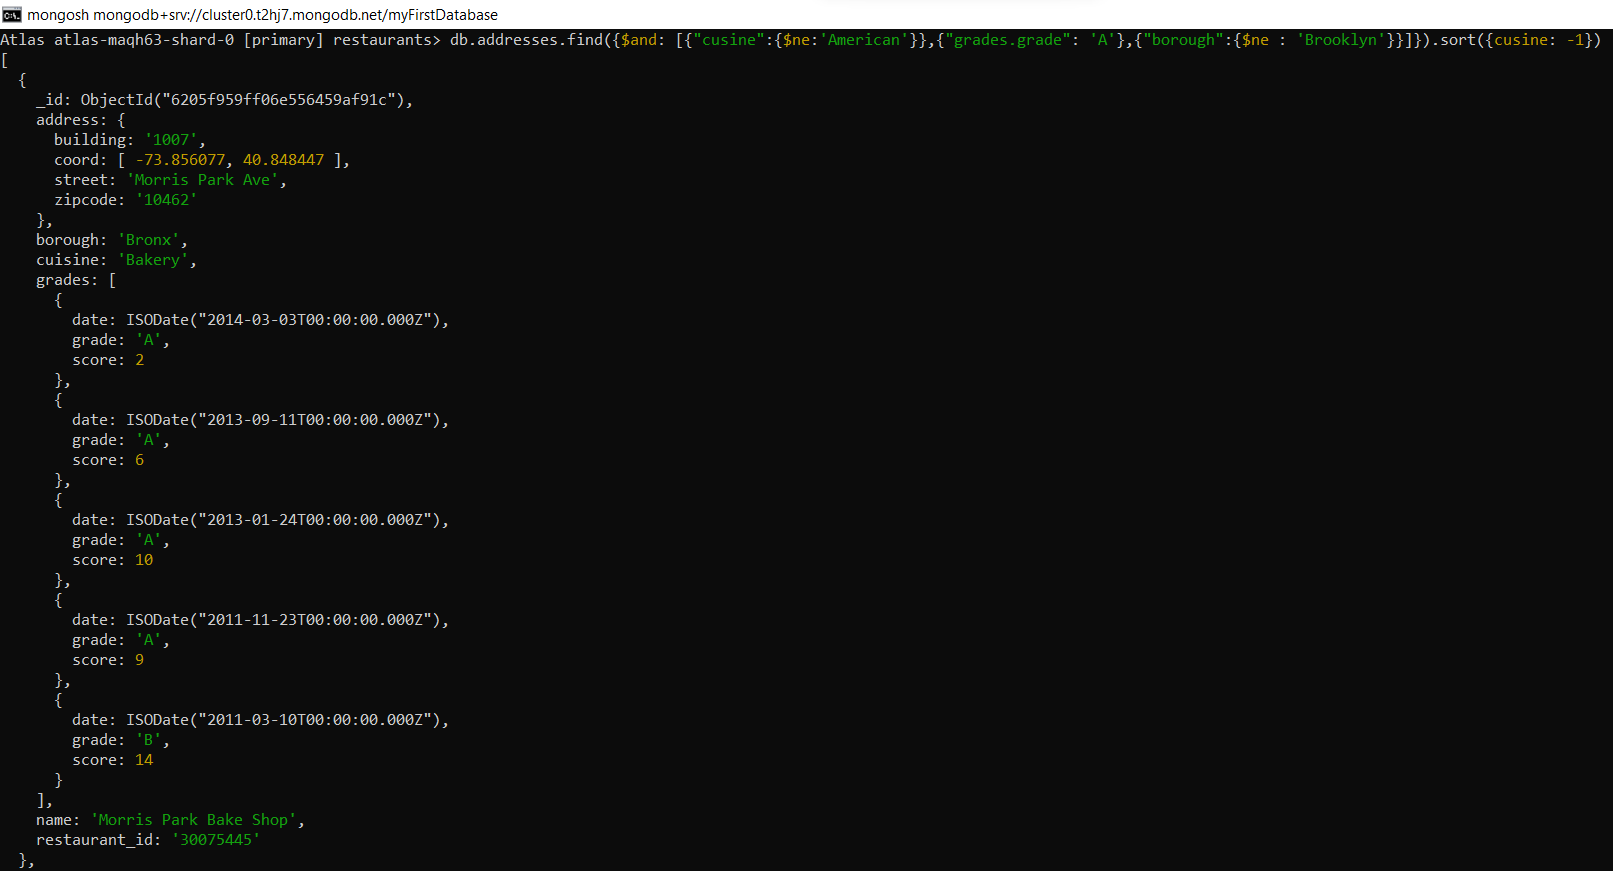 mongosh mongodb+srv://cluster0.t2hj7.mongodb.net/myFirstDatabase
Atlas atlas-maqh63-shard-0 [primary] restaurants> db.addresses.find({$and: [{"cusine":{$ne:'American'}},{"grades.grade": 'A'},{"borough":{$ne : 'Brooklyn'}}]}).sort({cusine: -1})
[
  {
    _id: ObjectId("6205f959ff06e556459af91c"),
    address: {
      building: '1007',
      coord: [ -73.856077, 40.848447 ],
      street: 'Morris Park Ave',
      zipcode: '10462'
    },
    borough: 'Bronx',
    cuisine: 'Bakery',
    grades: [
      {
        date: ISODate("2014-03-03T00:00:00.000Z"),
        grade: 'A',
        score: 2
      },
      {
        date: ISODate("2013-09-11T00:00:00.000Z"),
        grade: 'A',
        score: 6
      },
      {
        date: ISODate("2013-01-24T00:00:00.000Z"),
        grade: 'A',
        score: 10
      },
      {
        date: ISODate("2011-11-23T00:00:00.000Z"),
        grade: 'A',
        score: 9
      },
      {
        date: ISODate("2011-03-10T00:00:00.000Z"),
        grade: 'B',
        score: 14
      }
    ],
    name: 'Morris Park Bake Shop',
    restaurant_id: '30075445'
  },